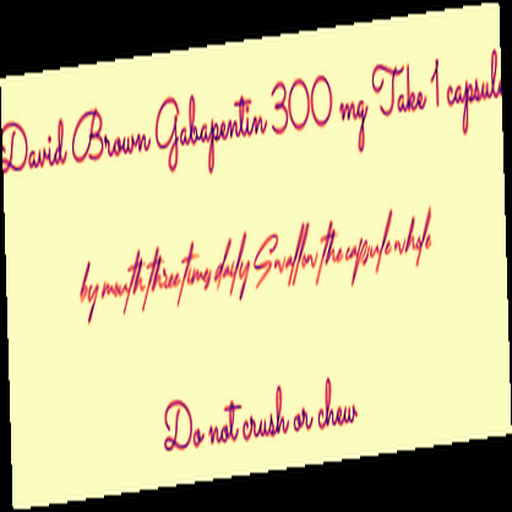 David Brown Gabapentin 300 mg Take 1 capsule
by mouth three times daily Swallow the capsule whole
Do not crush or chew